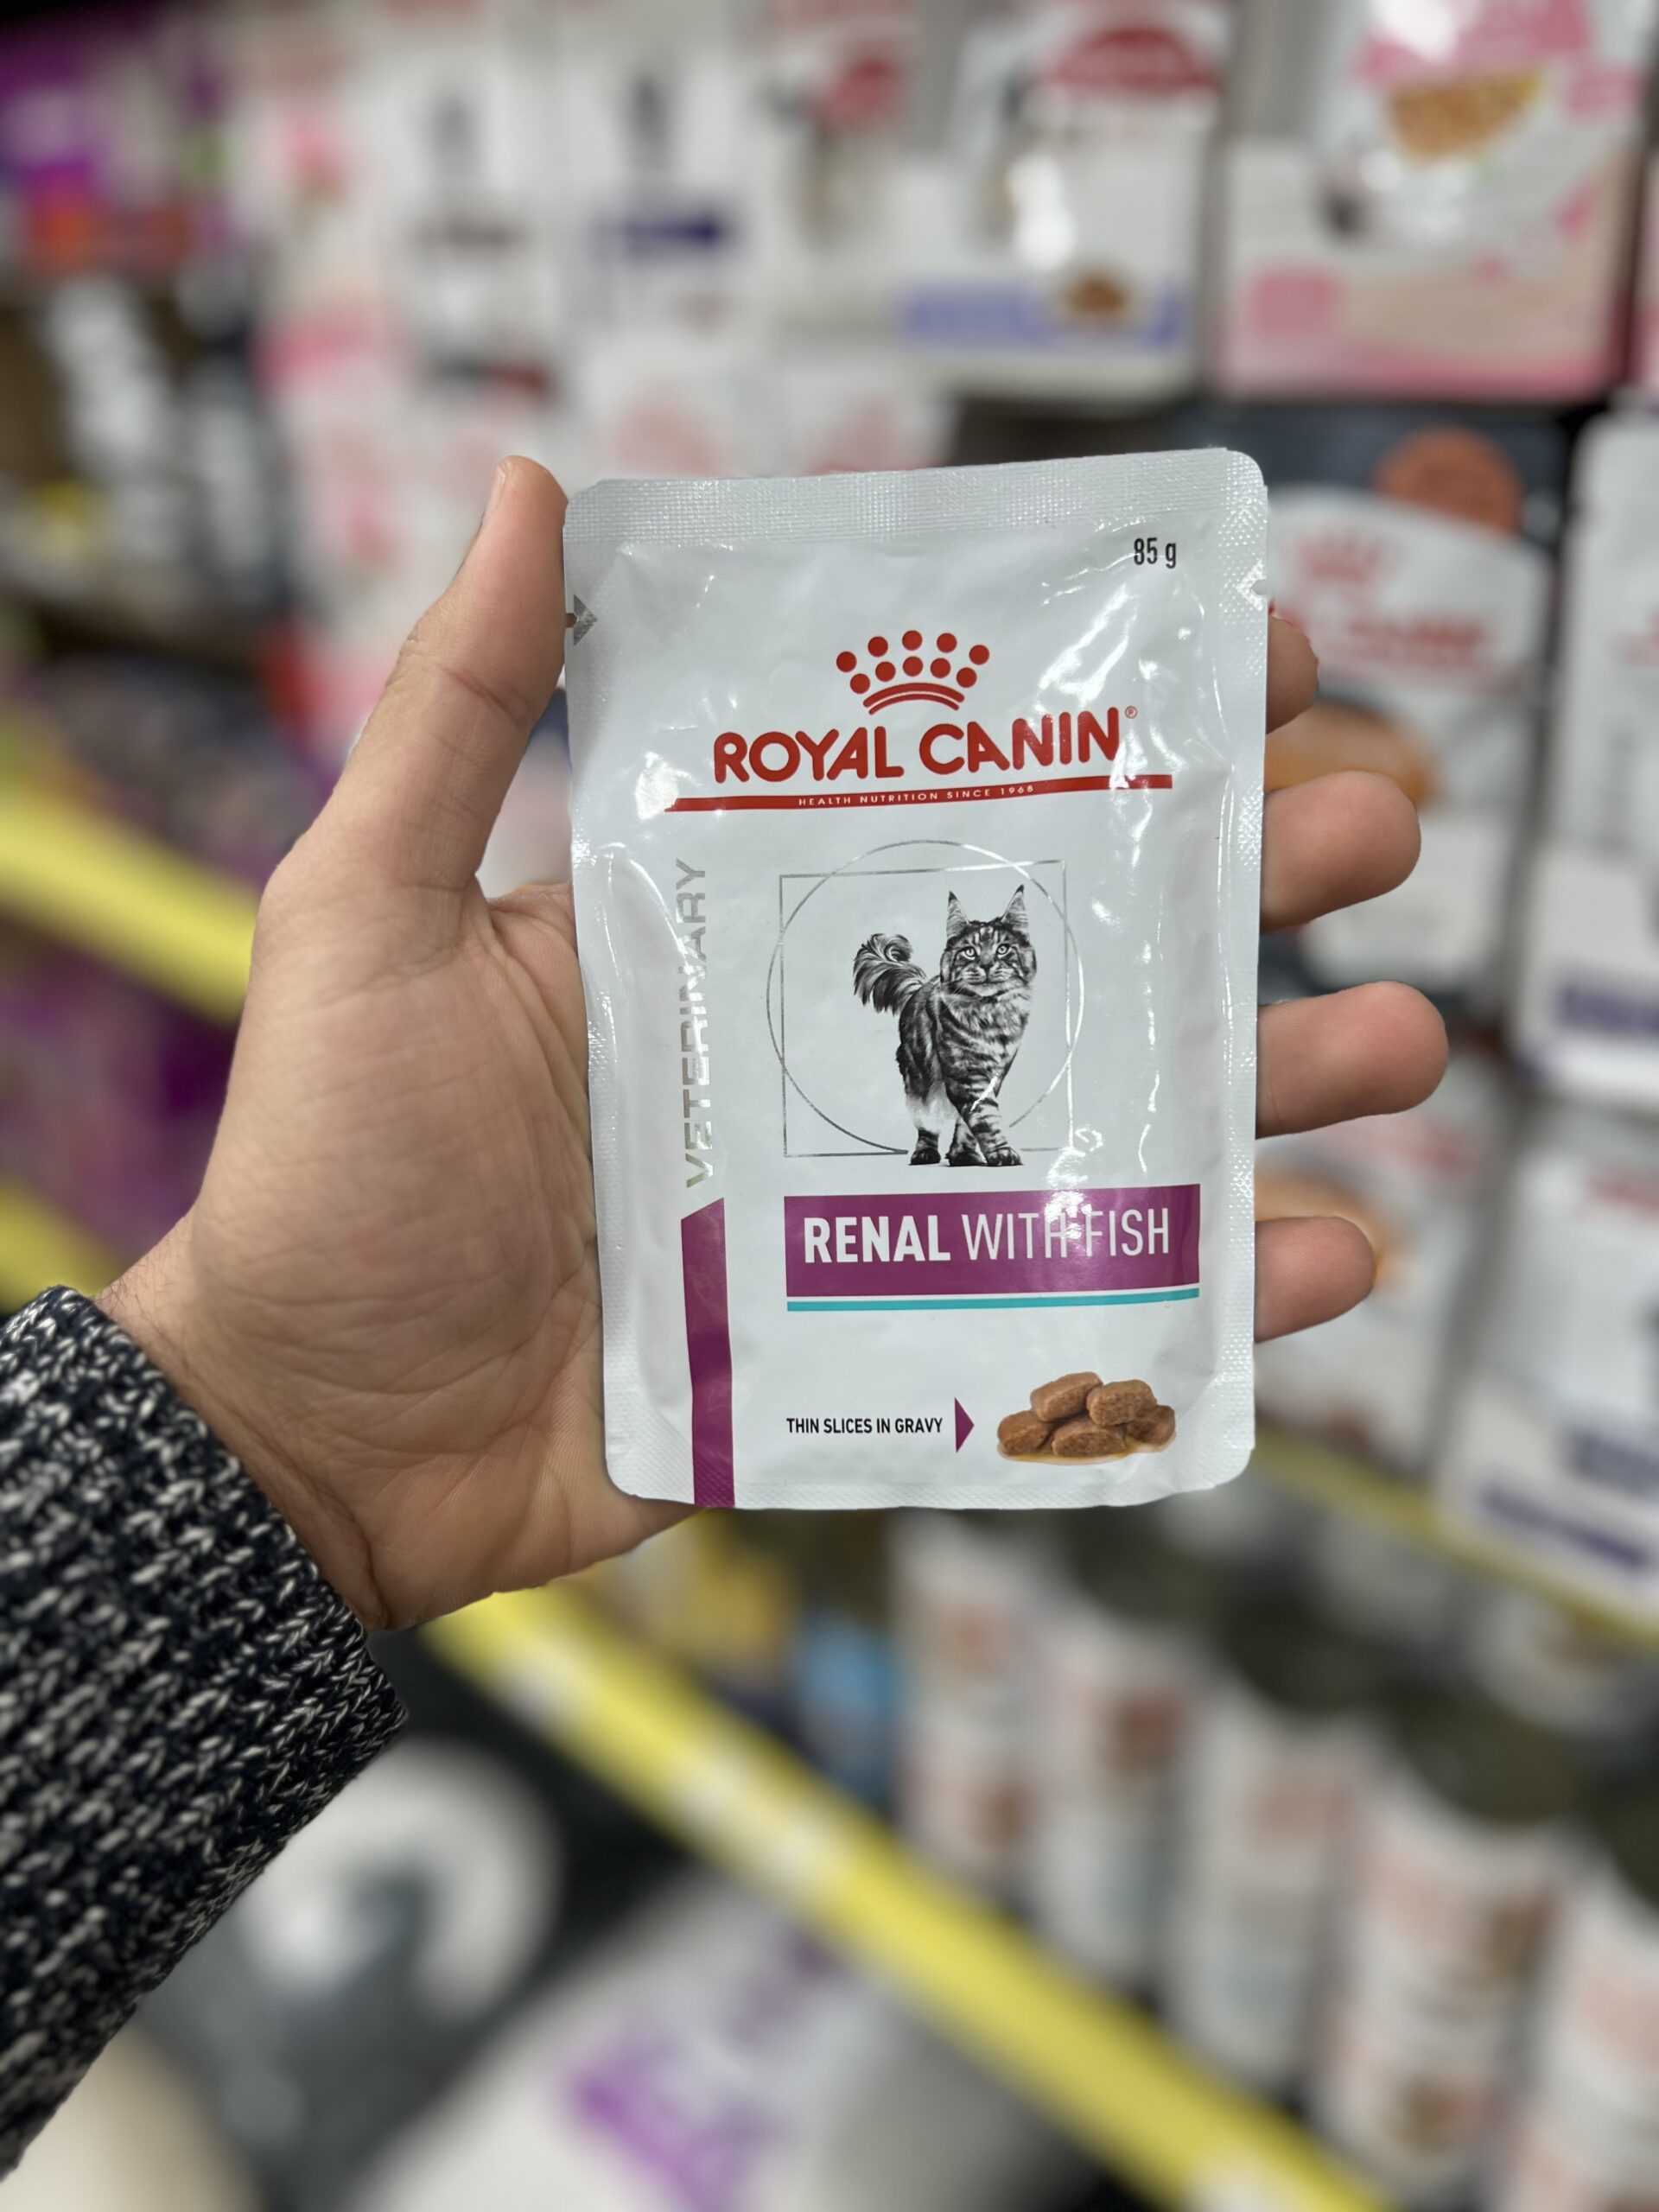 85 g
ROYAL CANIN®
HEALTH NUTRITION SINCE 1968
VETERINARY
RENAL WITH FISH
THIN SLICES IN GRAVY